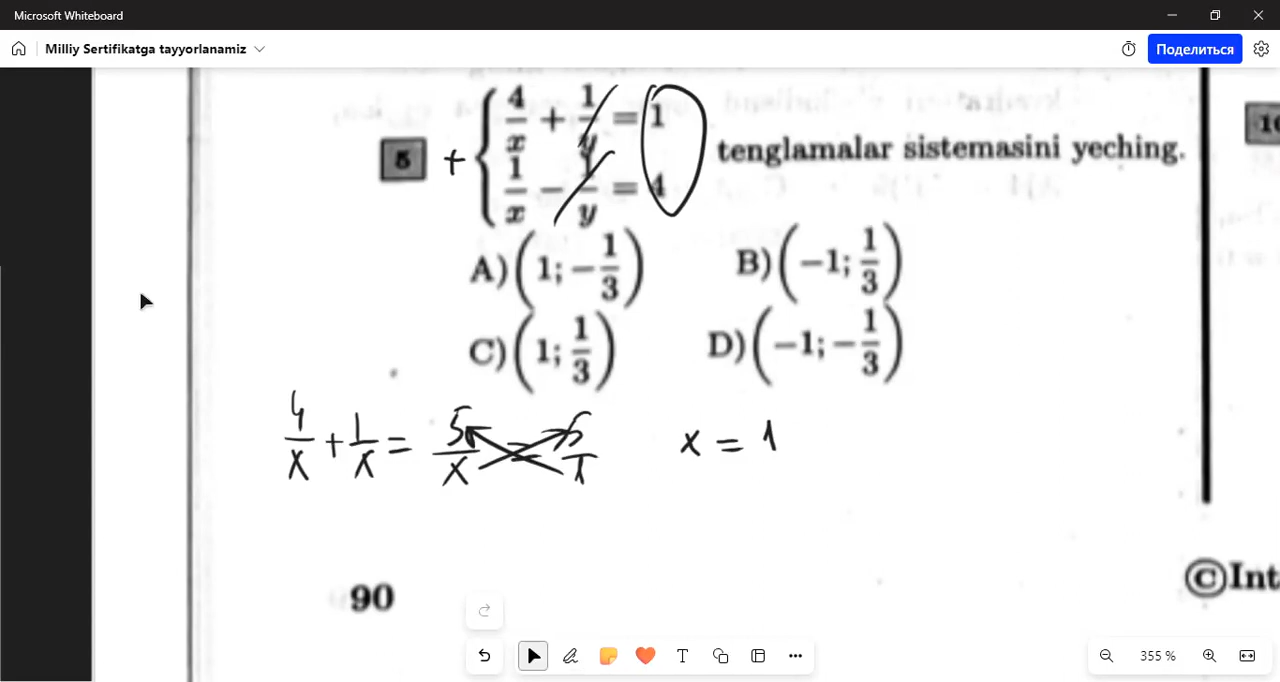 Microsoft Whiteboard
Milliy Sertifikatga tayyorlanamiz
Поделиться
5 + { 4/x + 1/y = 1
1/x - 1/y = 4
tenglamalar sistemasini yeching.
10
A) (1; -1/3) B) (-1; 1/3)
C) (1; 1/3) D) (-1; -1/3)
4/x + 1/x = 5/x = 5/1 x = 1
90
©Int
T
355 %